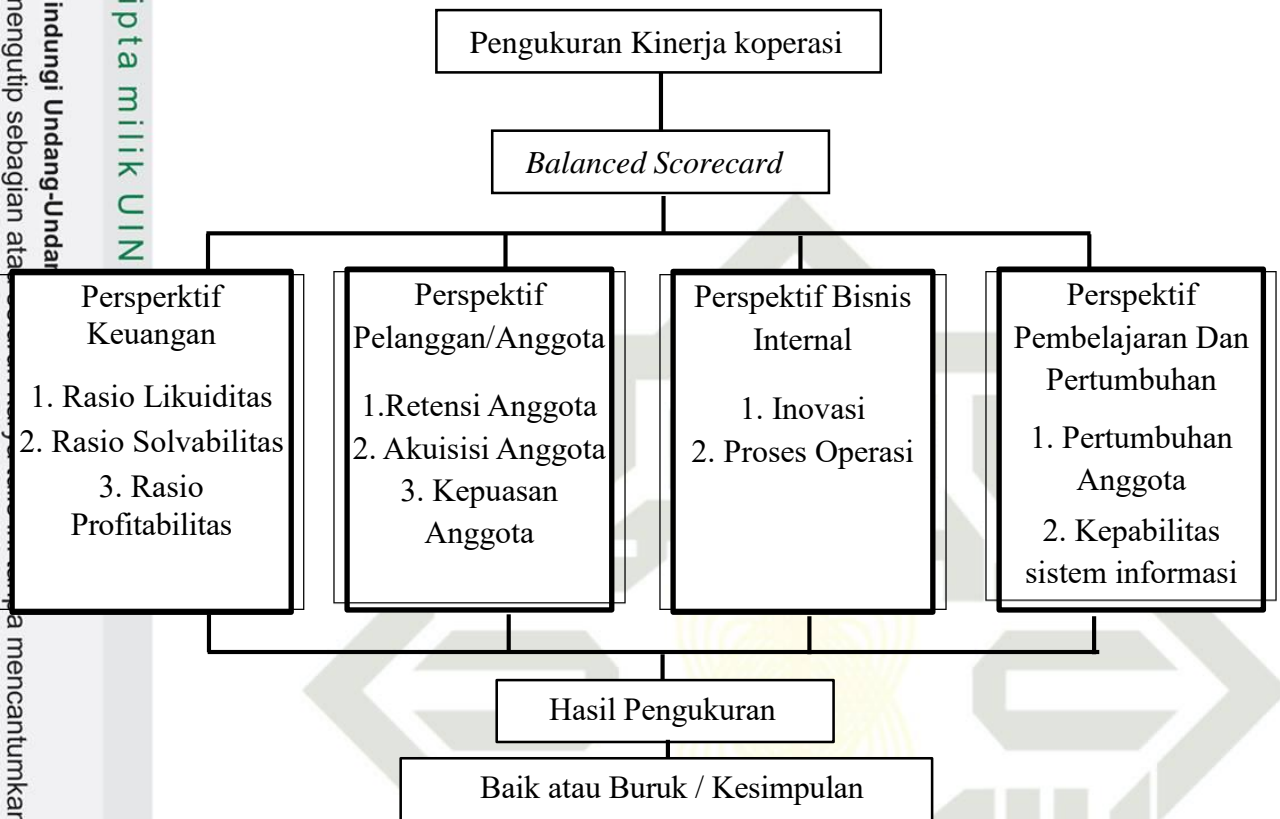 Pengukuran Kinerja koperasi
Balanced Scorecard
Persperktif
Keuangan
1. Rasio Likuiditas
2. Rasio Solvabilitas
3. Rasio
Profitabilitas
Perspektif
Pelanggan/Anggota
1.Retensi Anggota
2. Akuisisi Anggota
3. Kepuasan
Anggota
Perspektif Bisnis
Internal
1. Inovasi
2. Proses Operasi
Perspektif
Pembelajaran Dan
Pertumbuhan
1. Pertumbuhan
Anggota
2. Kepabilitas
sistem informasi
Hasil Pengukuran
Baik atau Buruk / Kesimpulan
ipta milik UIN
indungi Undang-Undan
mengutip sebagian ata
mencantumkan